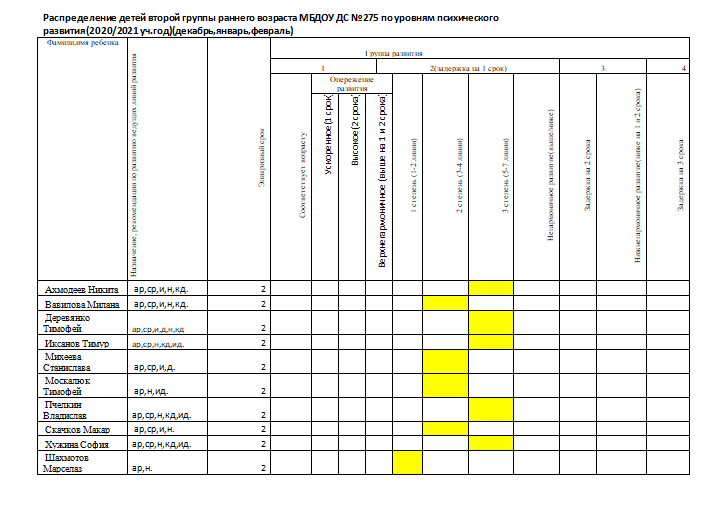 Распределение детей второй группы раннего возраста МБДОУ ДС №275 по уровням психического
развития(2020/2021 уч.год)(декабрь,январь,февраль)
Фамилия,имя ребенка
Назначение, рекомендации по развитию ведущих линий развития
Эпикризный срок
Группа развития
1
2(задержка на 1 срок)
3
4
Соответствует возрасту
Опережение
развития
Ускоренное(1 срок)
Высокое(2 срока)
Верхнегармоничное (выше на 1 и 2 срока)
1 степень (1-2 линии)
2 степень (3-4 линии)
3 степень (5-7 линии)
Негармоничное развитие(выше|ниже)
Задержка на 2 срока
Нижнегармоничное развитие(ниже на 1 и 2 срока)
Задержка на 3 срока
Ахмодеев Никита ар,ср,и,н,кд. 2
Вавилова Милана ар,ср,и,н,кд. 2
Деревянко
Тимофей ар,ср,и,д,н,кд 2
Иксанов Тимур ар,ср,н,кд,ид. 2
Михеева
Станислава ар,ср,и,д. 2
Москалюк
Тимофей ар,н,ид. 2
Пчелкин
Владислав ар,ср,н,кд,ид. 2
Скачков Макар ар,ср,и,н. 2
Хужина София ар,ср,н,кд,ид. 2
Шахмотов
Марселаз ар,н. 2